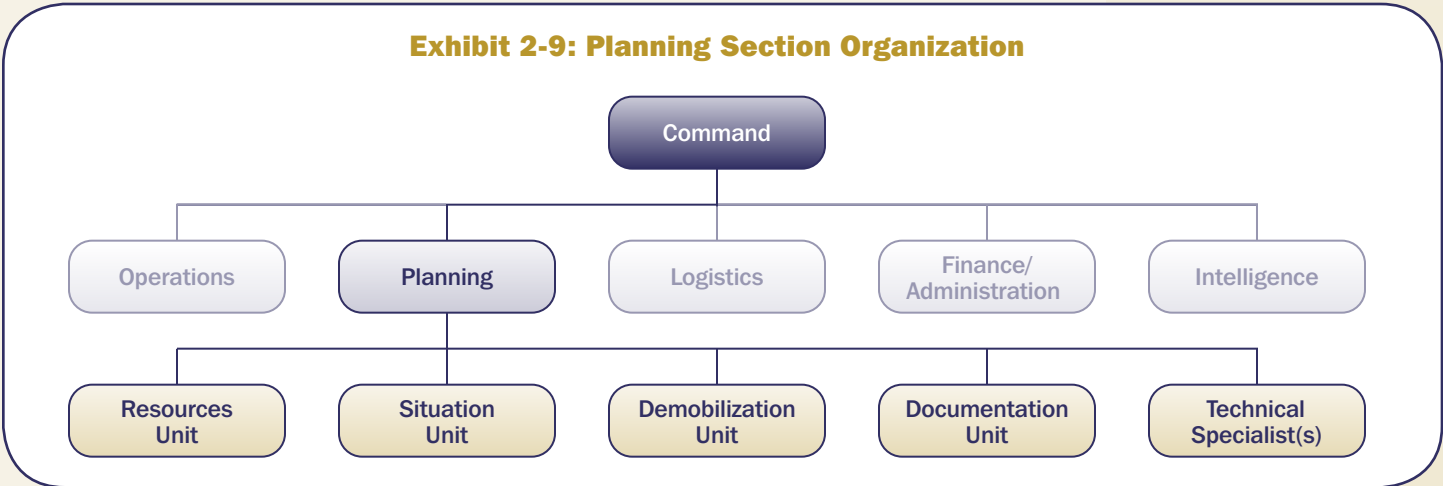 Exhibit 2-9: Planning Section Organization
Command
Operations
Planning
Logistics
Finance/
Administration
Intelligence
Resources
Unit
Situation
Unit
Demobilization
Unit
Documentation
Unit
Technical
Specialist(s)